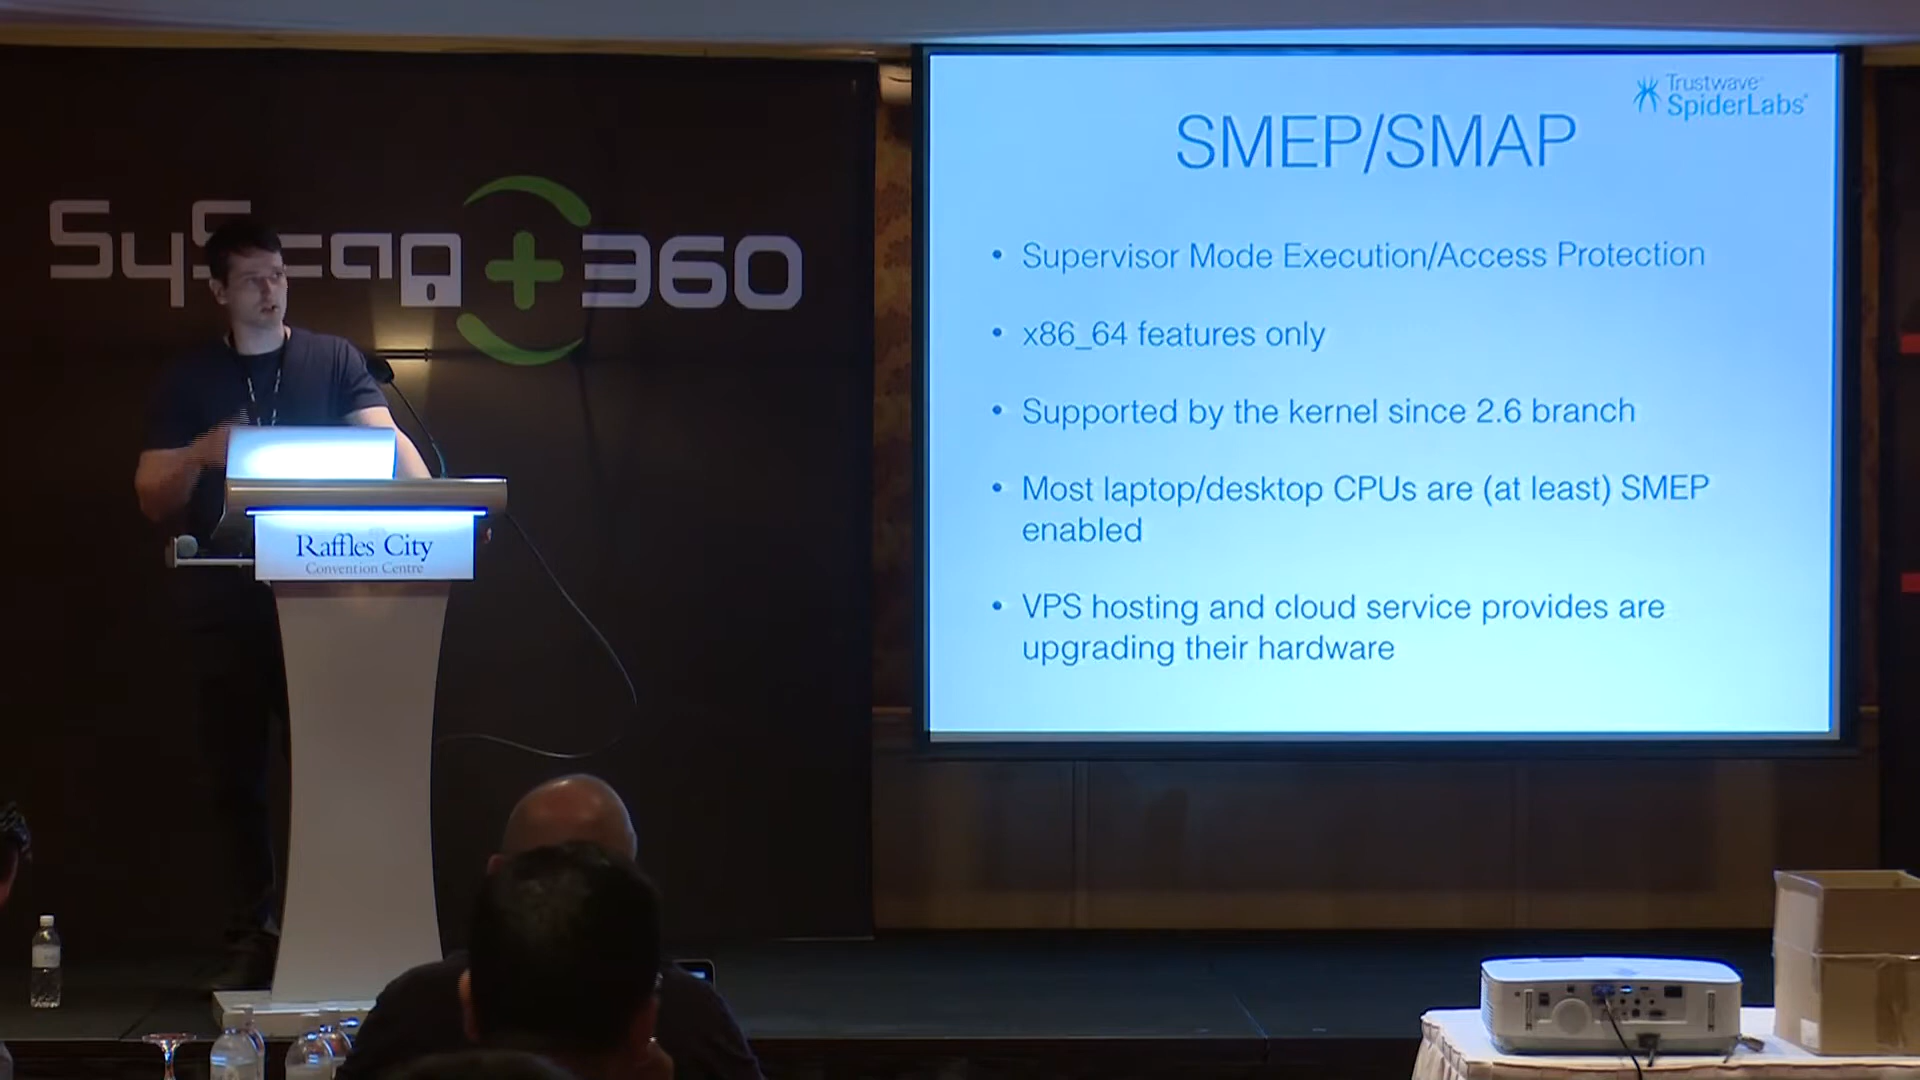 SyScan+360
Trustwave®
SpiderLabs®
SMEP/SMAP
• Supervisor Mode Execution/Access Protection
• x86_64 features only
• Supported by the kernel since 2.6 branch
• Most laptop/desktop CPUs are (at least) SMEP
enabled
• VPS hosting and cloud service provides are
upgrading their hardware
Raffles City
Convention Centre